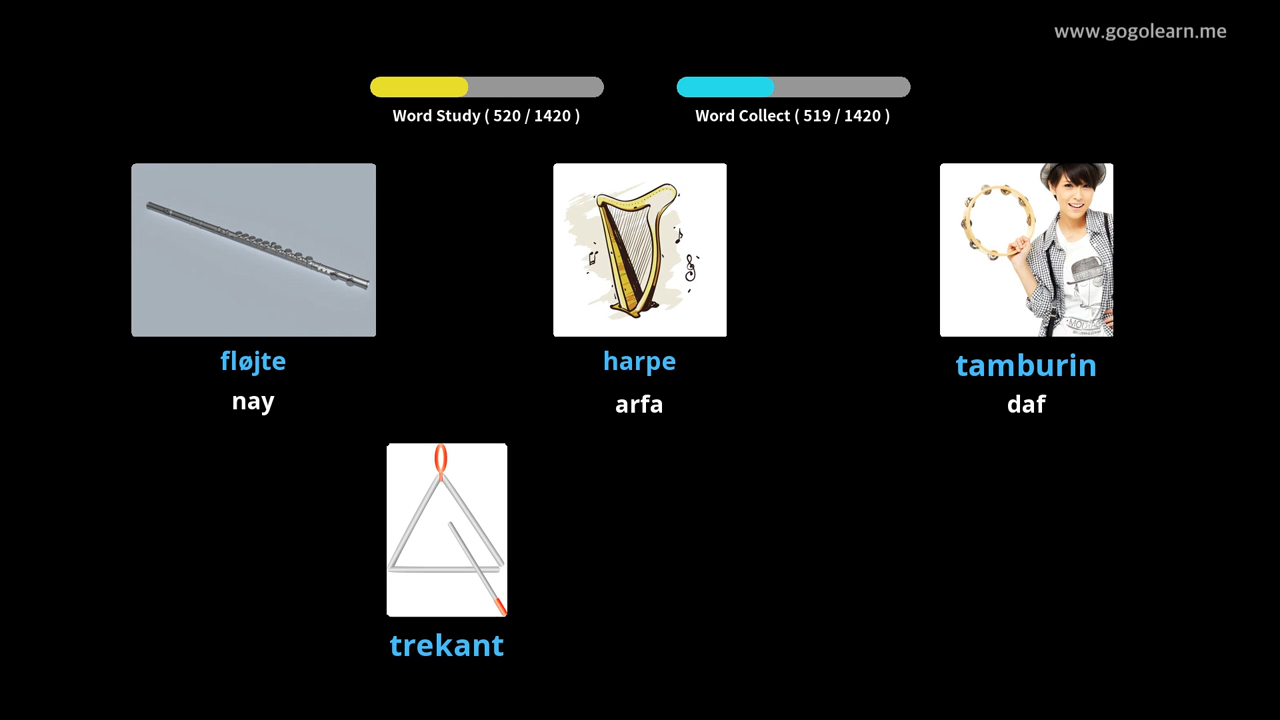 www.gogolearn.me
Word Study ( 520 / 1420 )
Word Collect ( 519 / 1420 )
fløjte
harpe
tamburin
nay
arfa
daf
trekant